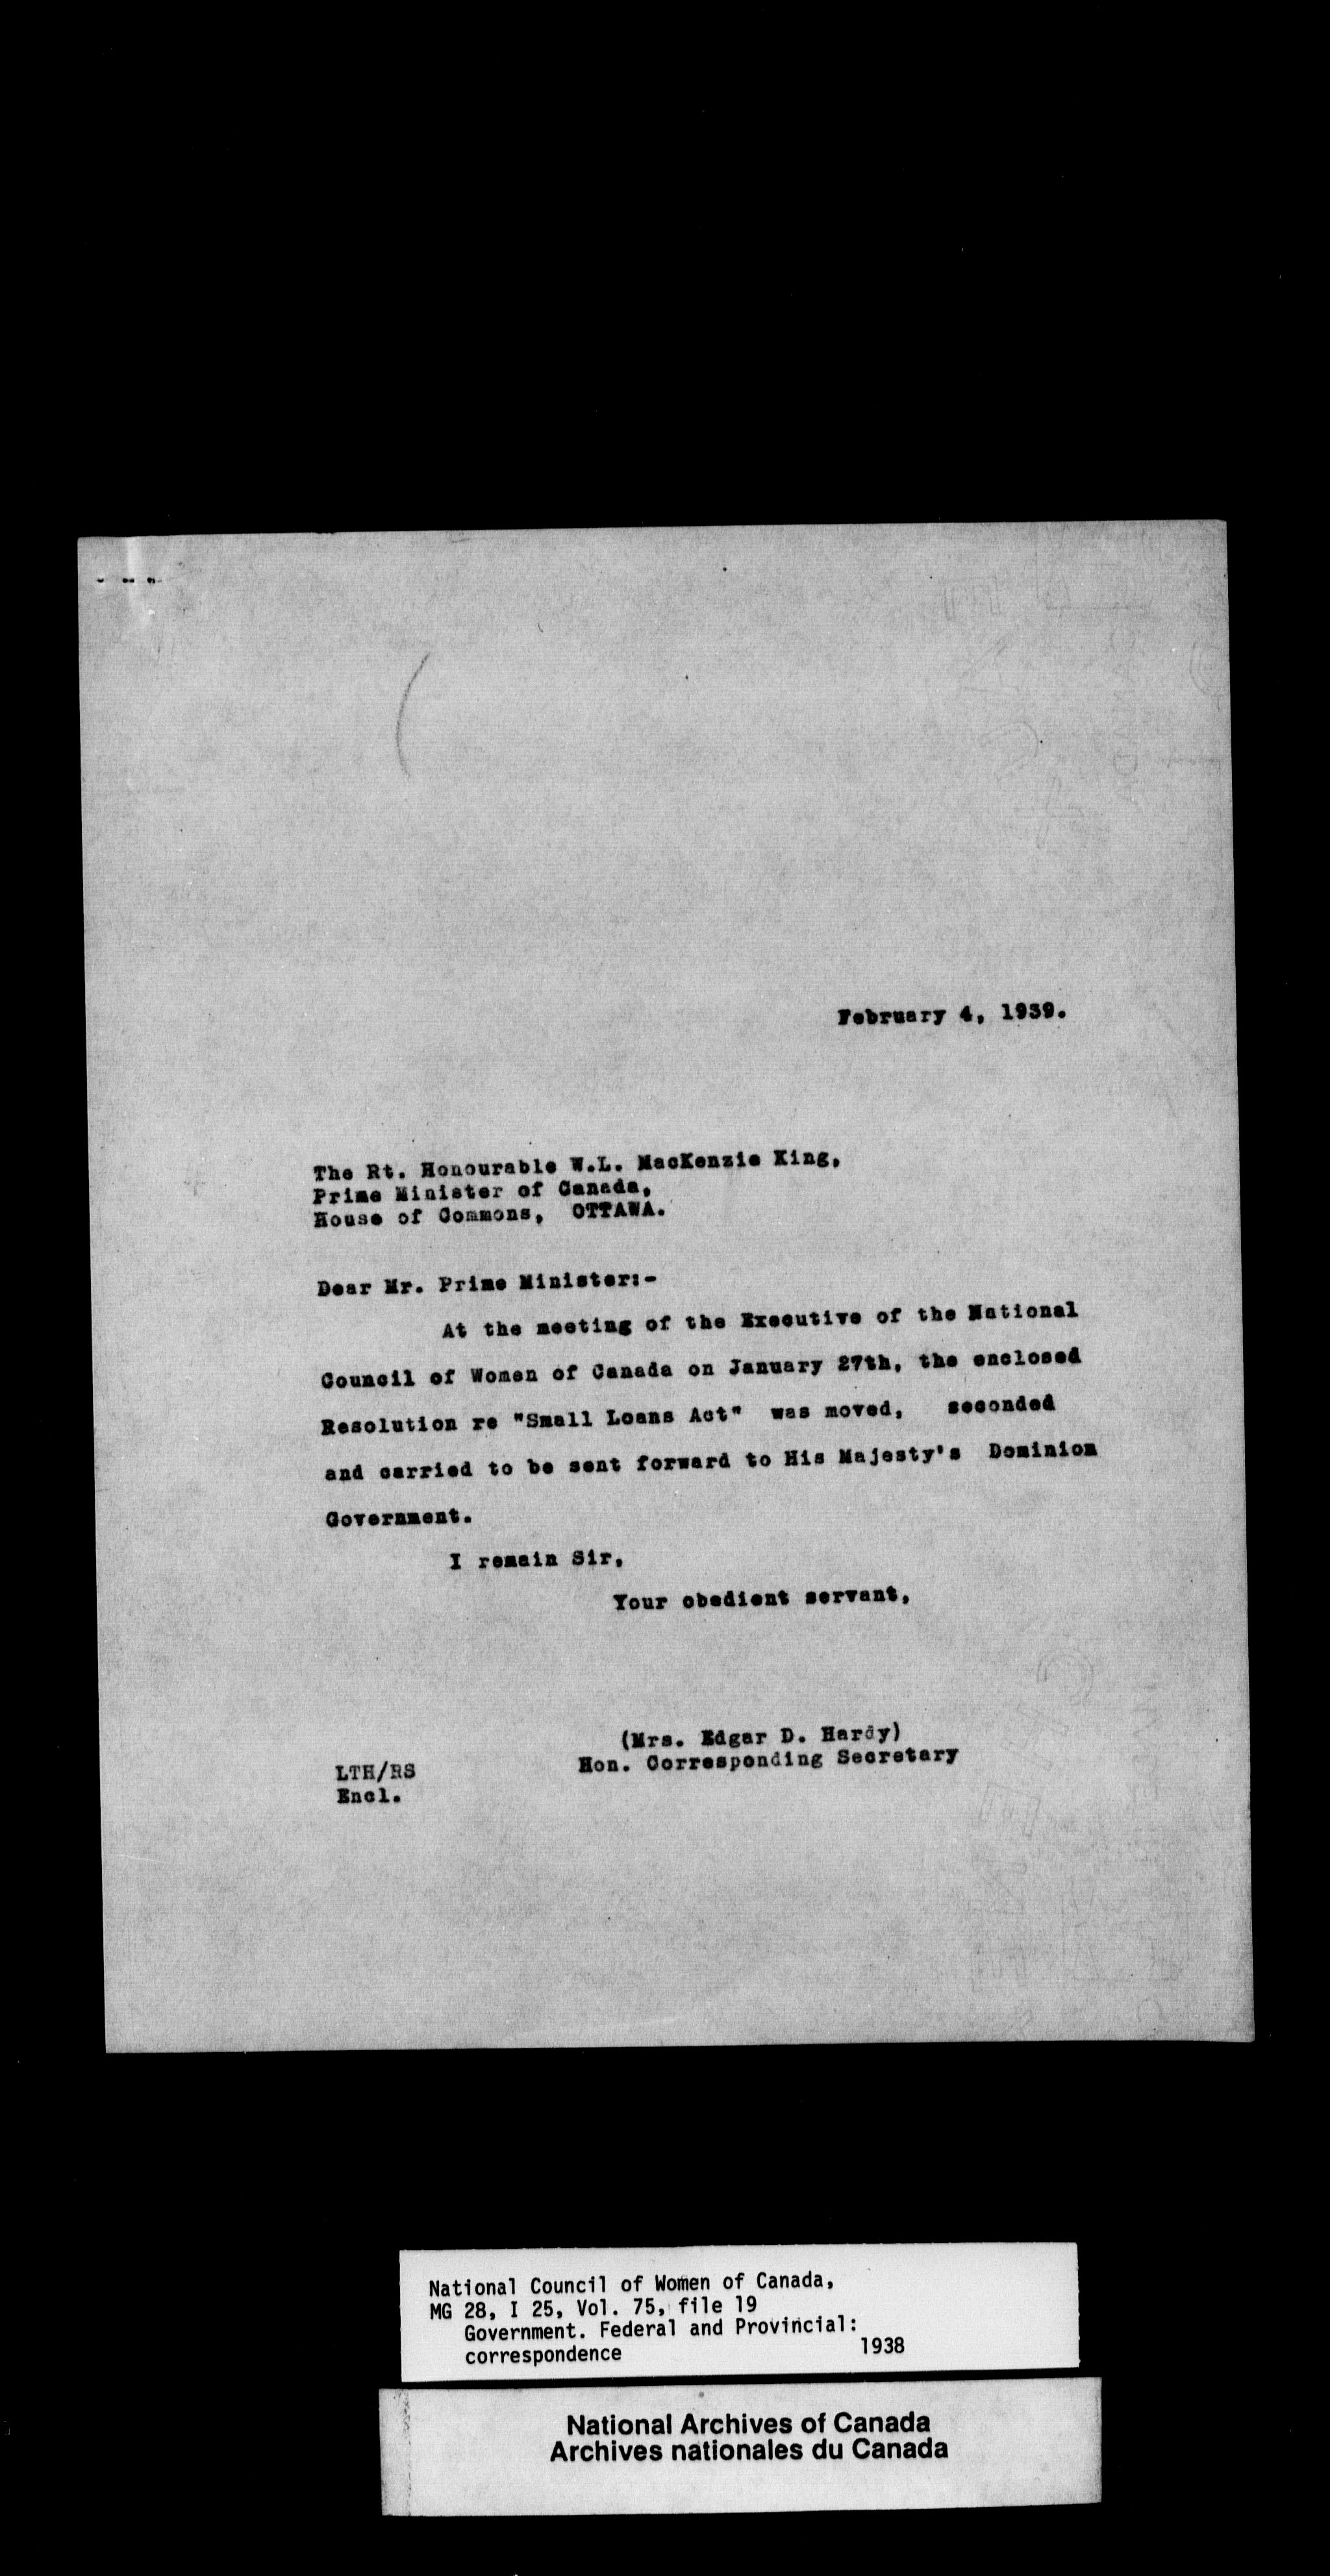 February 4, 1939.
The Rt. Honourable W.L. MacKenzie King,
Prime Minister of Canada,
House of Commons, OTTAWA.
Dear Mr. Prime Minister:-
At the meeting of the Executive of the National
Council of Women of Canada on January 27th, the enclosed
Resolution re "Small Loans Act" was moved, seconded
and carried to be sent forward to His Majesty's Dominion
Government.
I remain Sir,
Your obedient servant,
(Mrs. Edgar D. Hardy)
Hon. Corresponding Secretary
LTH/RS
Encl.
National Council of Women of Canada,
MG 28, I 25, Vol. 75, file 19
Government. Federal and Provincial:
correspondence 1938
National Archives of Canada
Archives nationales du Canada